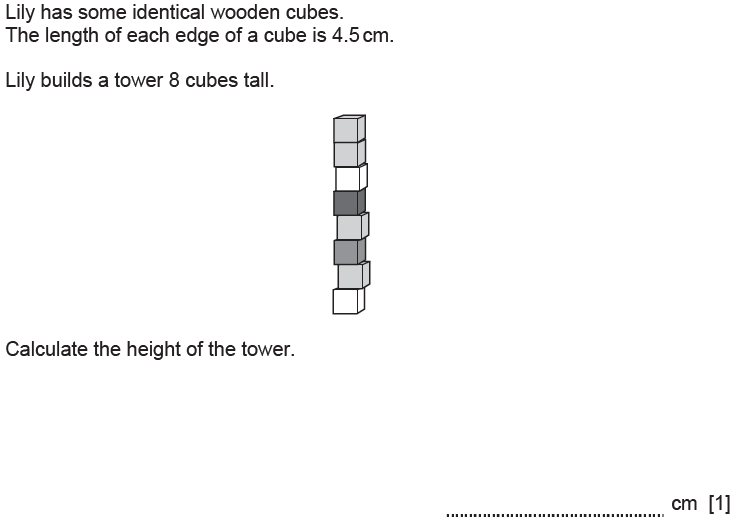 Lily has some identical wooden cubes.
The length of each edge of a cube is 4.5 cm.
Lily builds a tower 8 cubes tall.
Calculate the height of the tower.
cm [1]